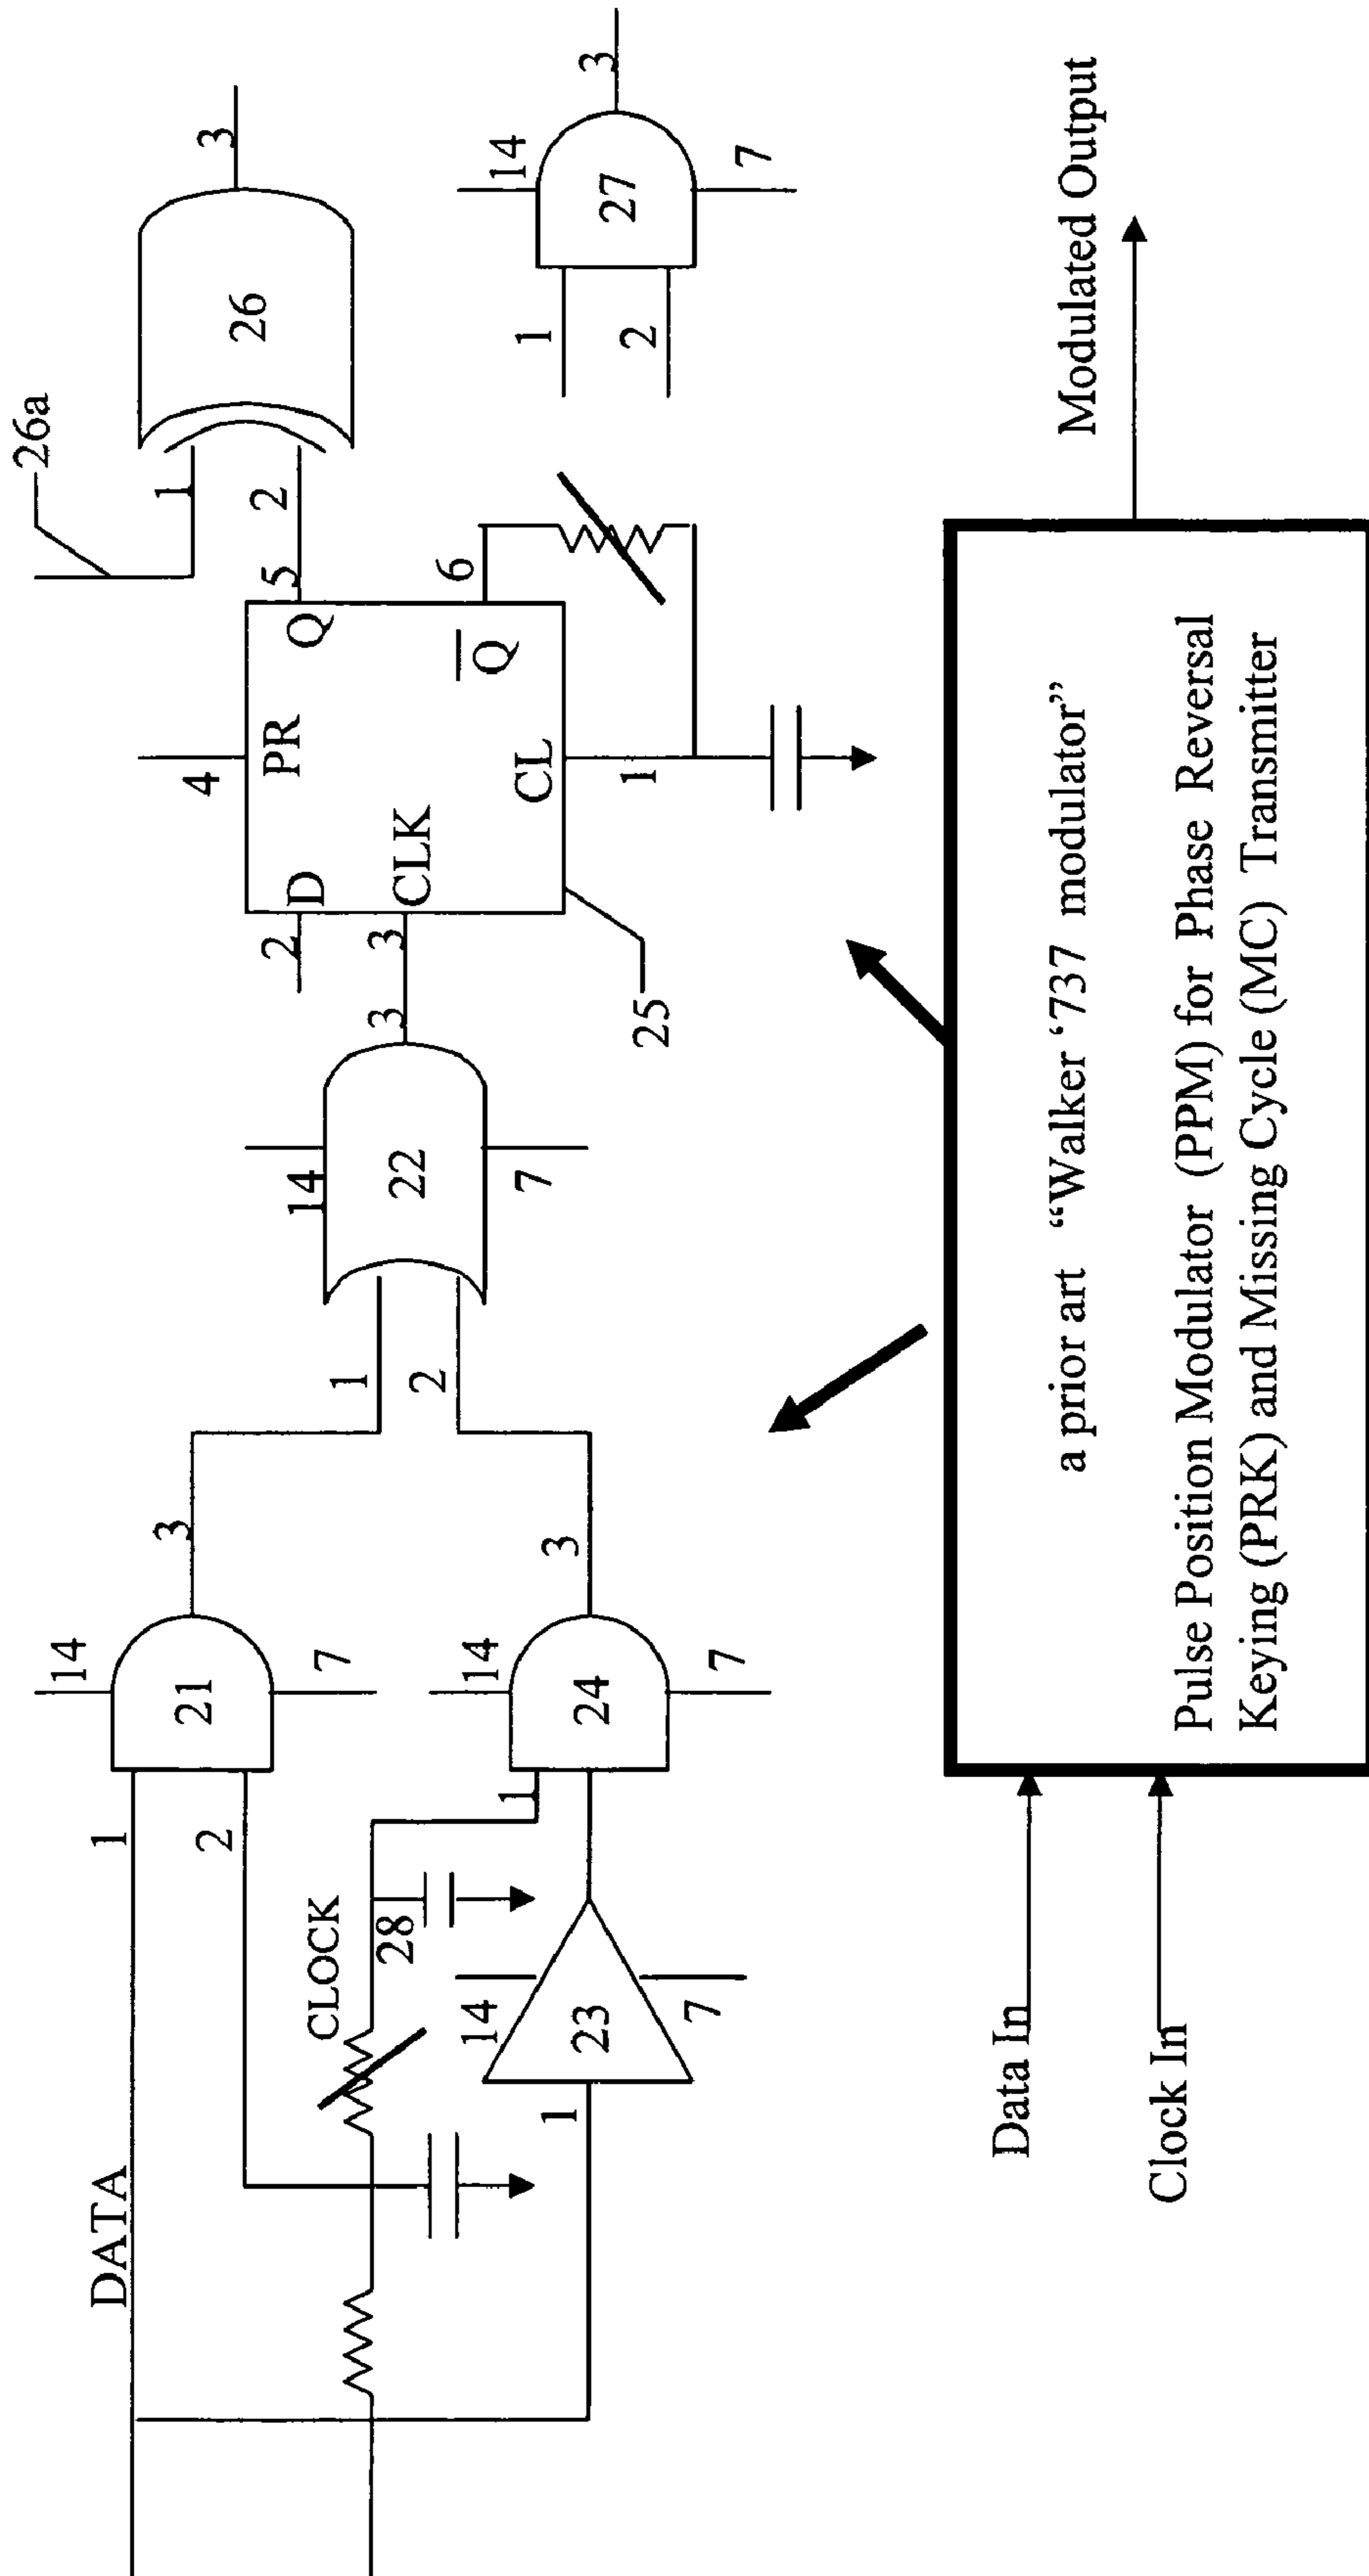 DATA
1
14
21
7
2
3
CLOCK
28
1
14
23
7
1
14
24
7
3
1
2
14
22
7
3
3
2
D
CLK
4
PR
CL
1
Q
5
Q
6
25
26a
1
2
26
3
1
2
14
27
7
3
Data In
Clock In
a prior art “Walker ‘737 modulator”
Pulse Position Modulator (PPM) for Phase Reversal
Keying (PRK) and Missing Cycle (MC) Transmitter
Modulated Output